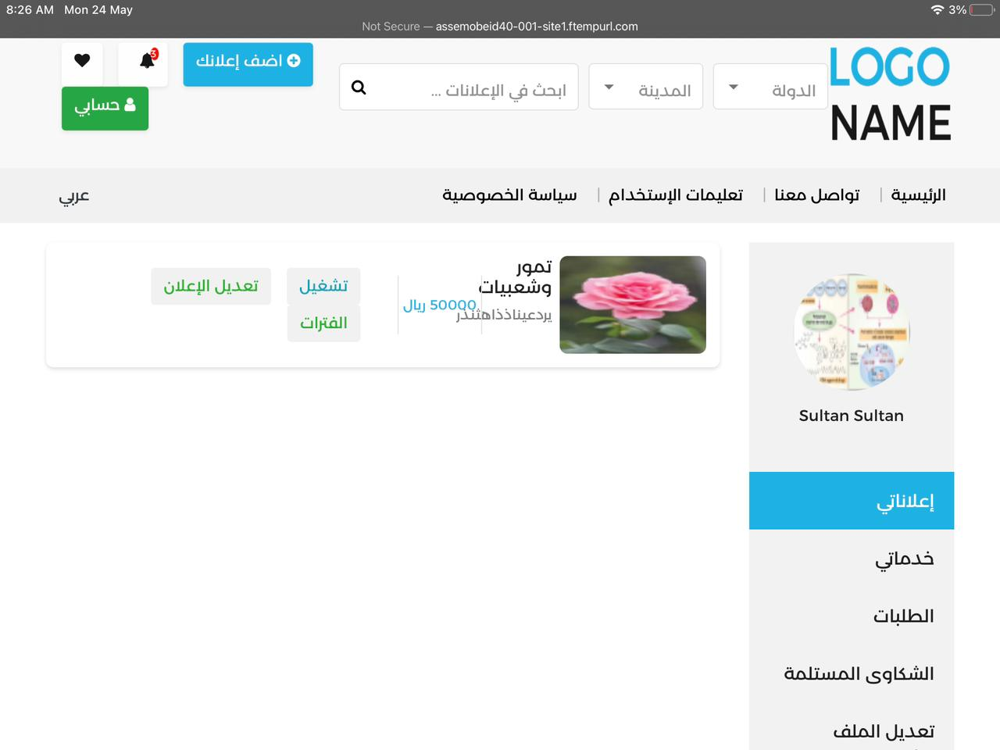 8:26 AM Mon 24 May
3%
Not Secure — assemobeid40-001-site1.ftempurl.com
LOGO
NAME
الدولة
المدينة
ابحث في الإعلانات ...
اضف إعلانك
3
حسابي
الرئيسية
تواصل معنا
تعليمات الإستخدام
سياسة الخصوصية
عربي
تمور
وشعبيات
50000 ريال
تشغيل
الفترات
تعديل الإعلان
Sultan Sultan
إعلاناتي
خدماتي
الطلبات
الشكاوى المستلمة
تعديل الملف